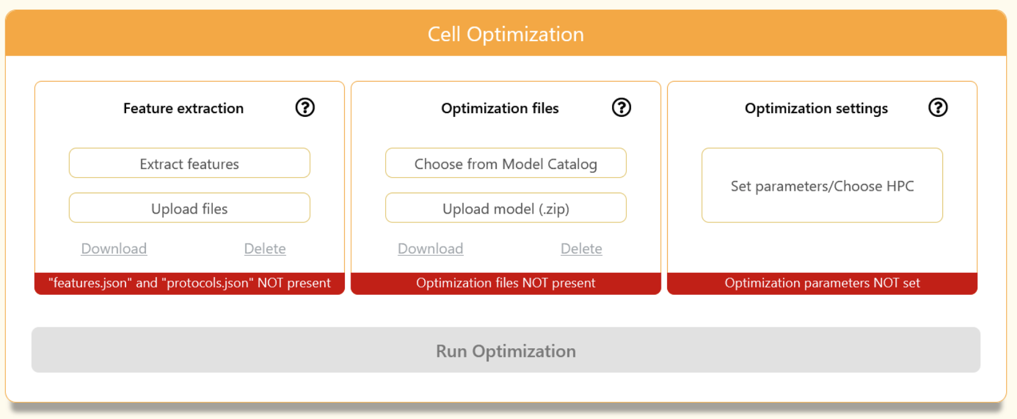 Cell Optimization
Feature extraction ?
Extract features
Upload files
Download Delete
"features.json" and "protocols.json" NOT present
Optimization files ?
Choose from Model Catalog
Upload model (.zip)
Download Delete
Optimization files NOT present
Optimization settings ?
Set parameters/Choose HPC
Optimization parameters NOT set
Run Optimization